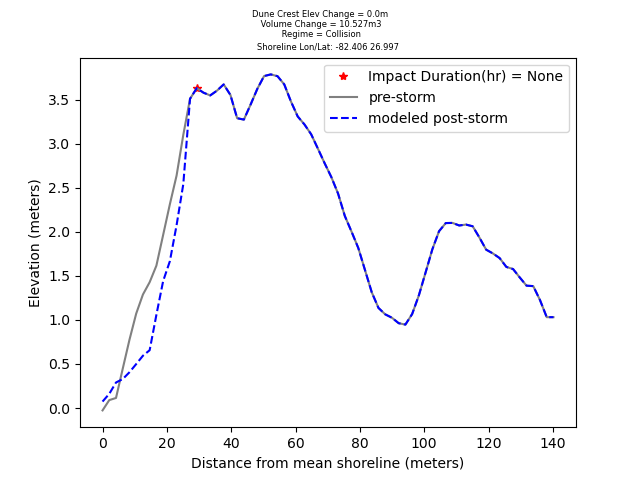 Dune Crest Elev Change = 0.0m
Volume Change = 10.527m3
Regime = Collision
Shoreline Lon/Lat: -82.406 26.997
Impact Duration(hr) = None
pre-storm
modeled post-storm
3.5
3.0
2.5
2.0
1.5
1.0
0.5
0.0
Elevation (meters)
0 20 40 60 80 100 120 140
Distance from mean shoreline (meters)